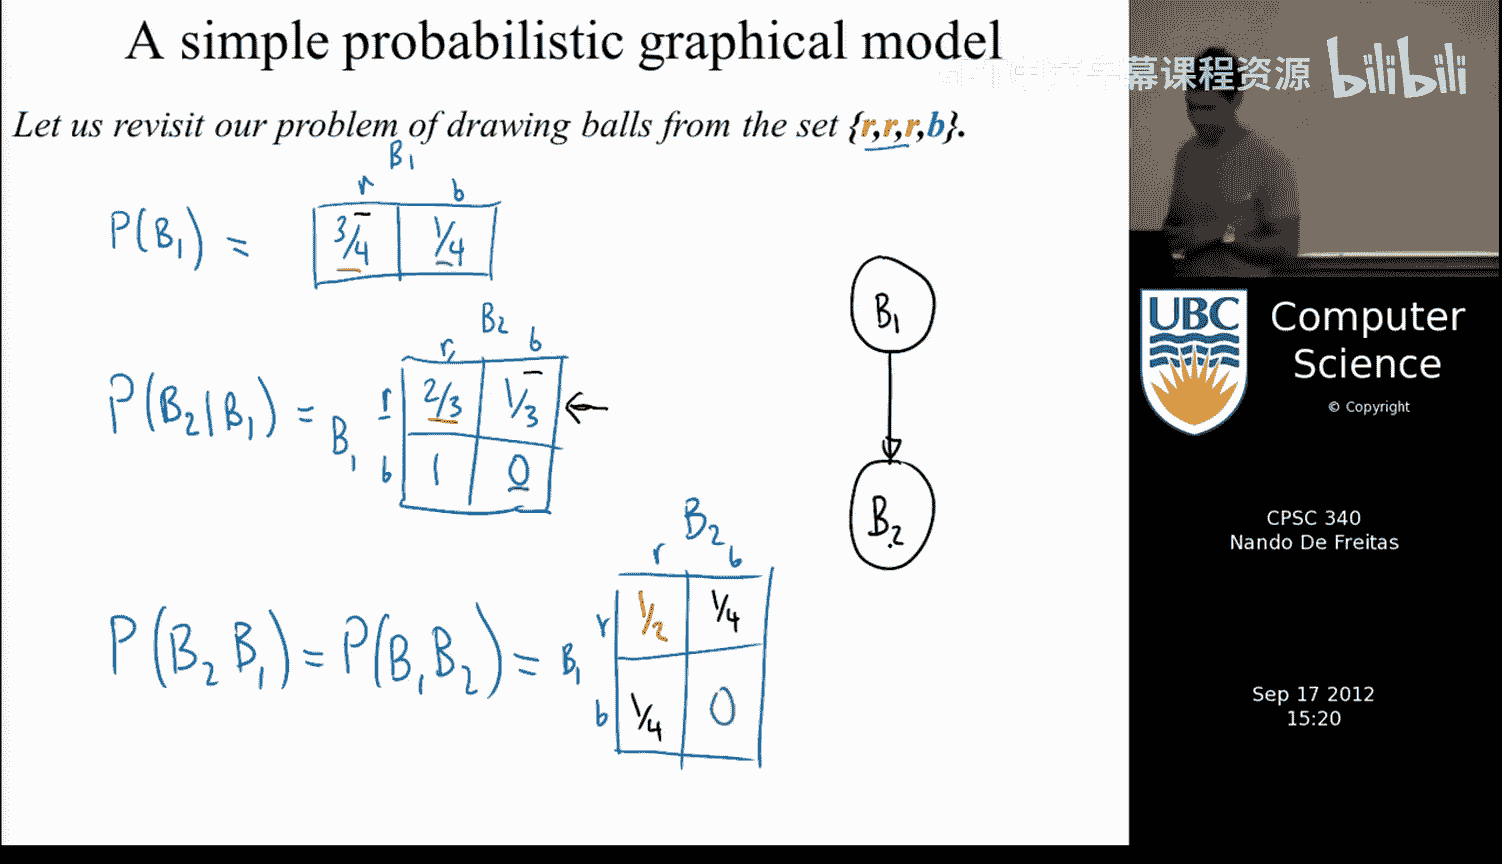 A simple probabilistic graphical model
字幕课程资源 bilibili
Let us revisit our problem of drawing balls from the set {r,r,r,b}.
B₁
r b
P(B₁) = 3/4 1/4
B₂
r, b
P(B₂|B₁) = B₁ r 2/3 1/3 ←
b 1 0
B₂
r b
P(B₂ B₁) = P(B₁ B₂) = B₁ r 1/2 1/4
b 1/4 0
B₁
B₂
UBC
Computer
Science
© Copyright
CPSC 340
Nando De Freitas
Sep 17 2012
15:20